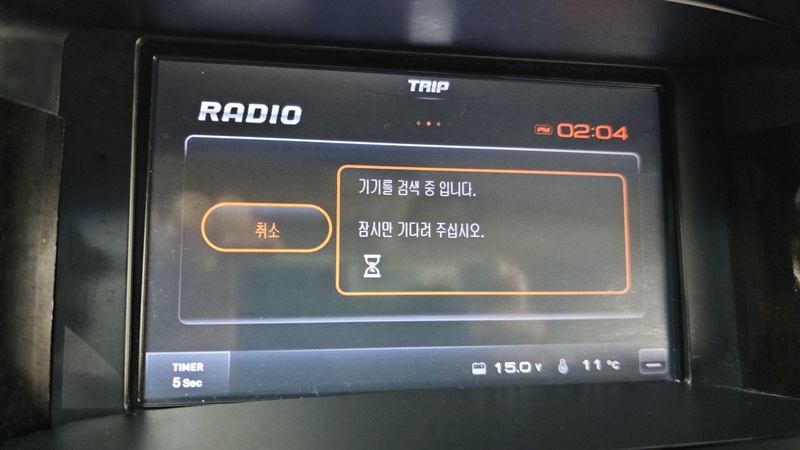 TRIP
RADIO
PM 02:04
기기를 검색 중 입니다.
취소
잠시만 기다려 주십시오.
TIMER
5 Sec
15.0 V
11 °C